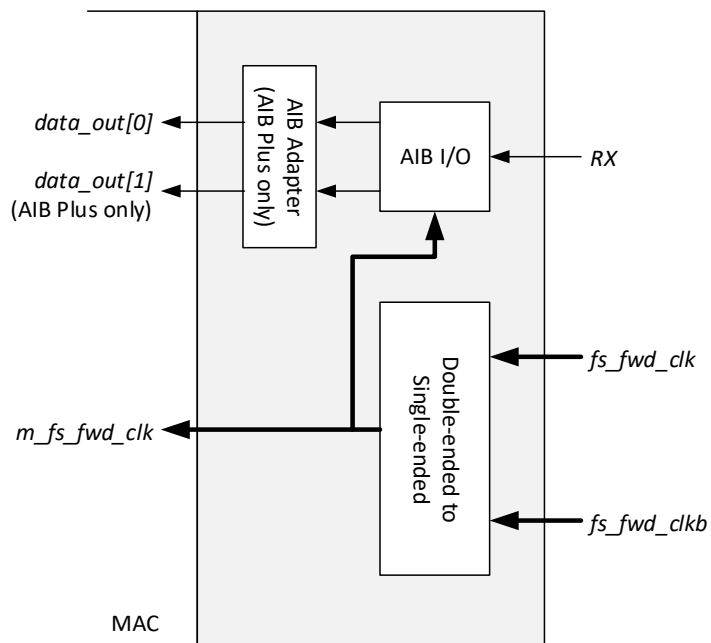 data_out[0]
data_out[1]
(AIB Plus only)
AIB Adapter
(AIB Plus only)
AIB I/O
RX
fs_fwd_clk
Double-ended to
Single-ended
m_fs_fwd_clk
fs_fwd_clkb
MAC